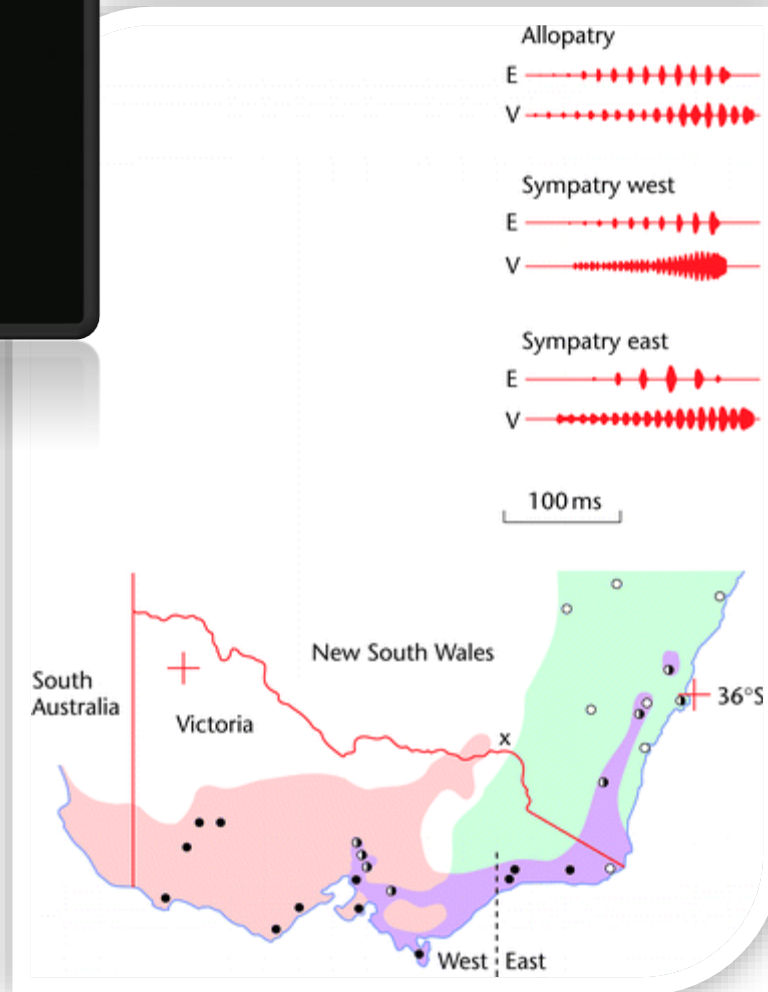 Allopatry
E
V
Sympatry west
E
V
Sympatry east
E
V
100 ms
New South Wales
South
Australia
Victoria
x
36°S
West
East